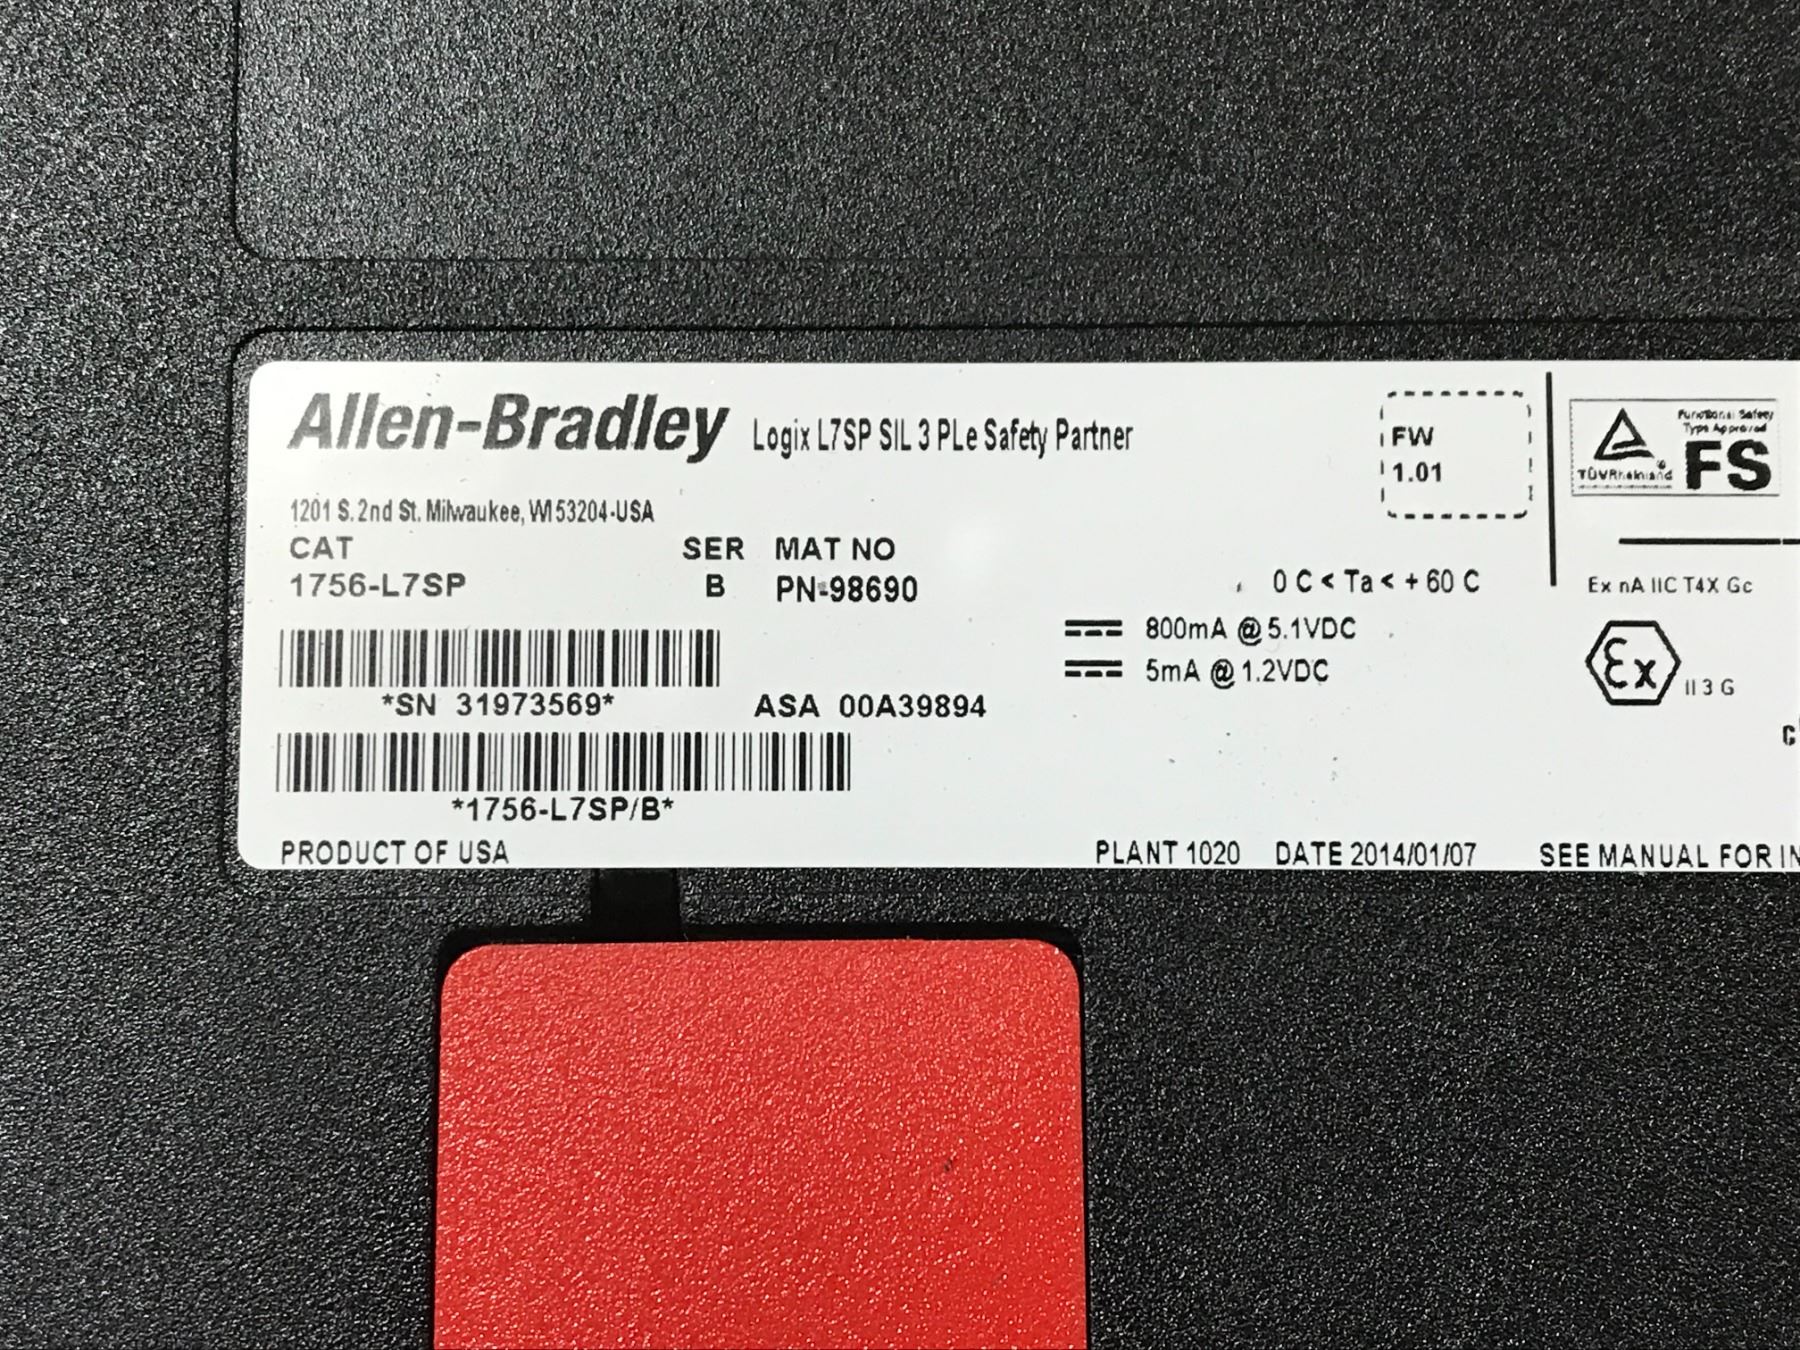 Allen-Bradley Logix L7SP SIL 3 PLe Safety Partner
FW
1.01
Functional Safety
Type Approved
TÜVRheinland
FS
1201 S. 2nd St. Milwaukee, WI 53204-USA
CAT SER MAT NO
1756-L7SP B PN-98690
0 C < Ta < + 60 C
Ex nA IIC T4X Gc
800mA @ 5.1VDC
5mA @ 1.2VDC
Ex II 3 G
*SN 31973569* ASA 00A39894
*1756-L7SP/B*
PRODUCT OF USA PLANT 1020 DATE 2014/01/07 SEE MANUAL FOR